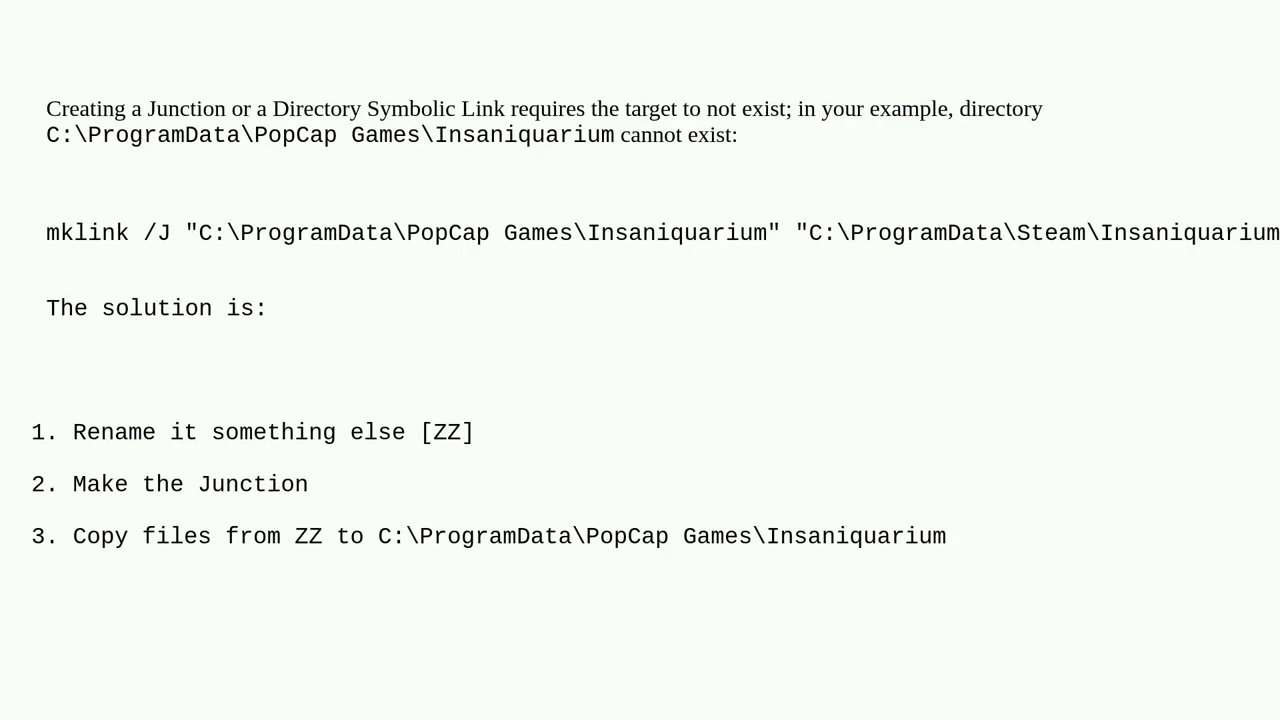 Creating a Junction or a Directory Symbolic Link requires the target to not exist; in your example, directory
C:\ProgramData\PopCap Games\Insaniquarium cannot exist:
mklink /J "C:\ProgramData\PopCap Games\Insaniquarium" "C:\ProgramData\Steam\Insaniquarium
The solution is:
1. Rename it something else [ZZ]
2. Make the Junction
3. Copy files from ZZ to C:\ProgramData\PopCap Games\Insaniquarium